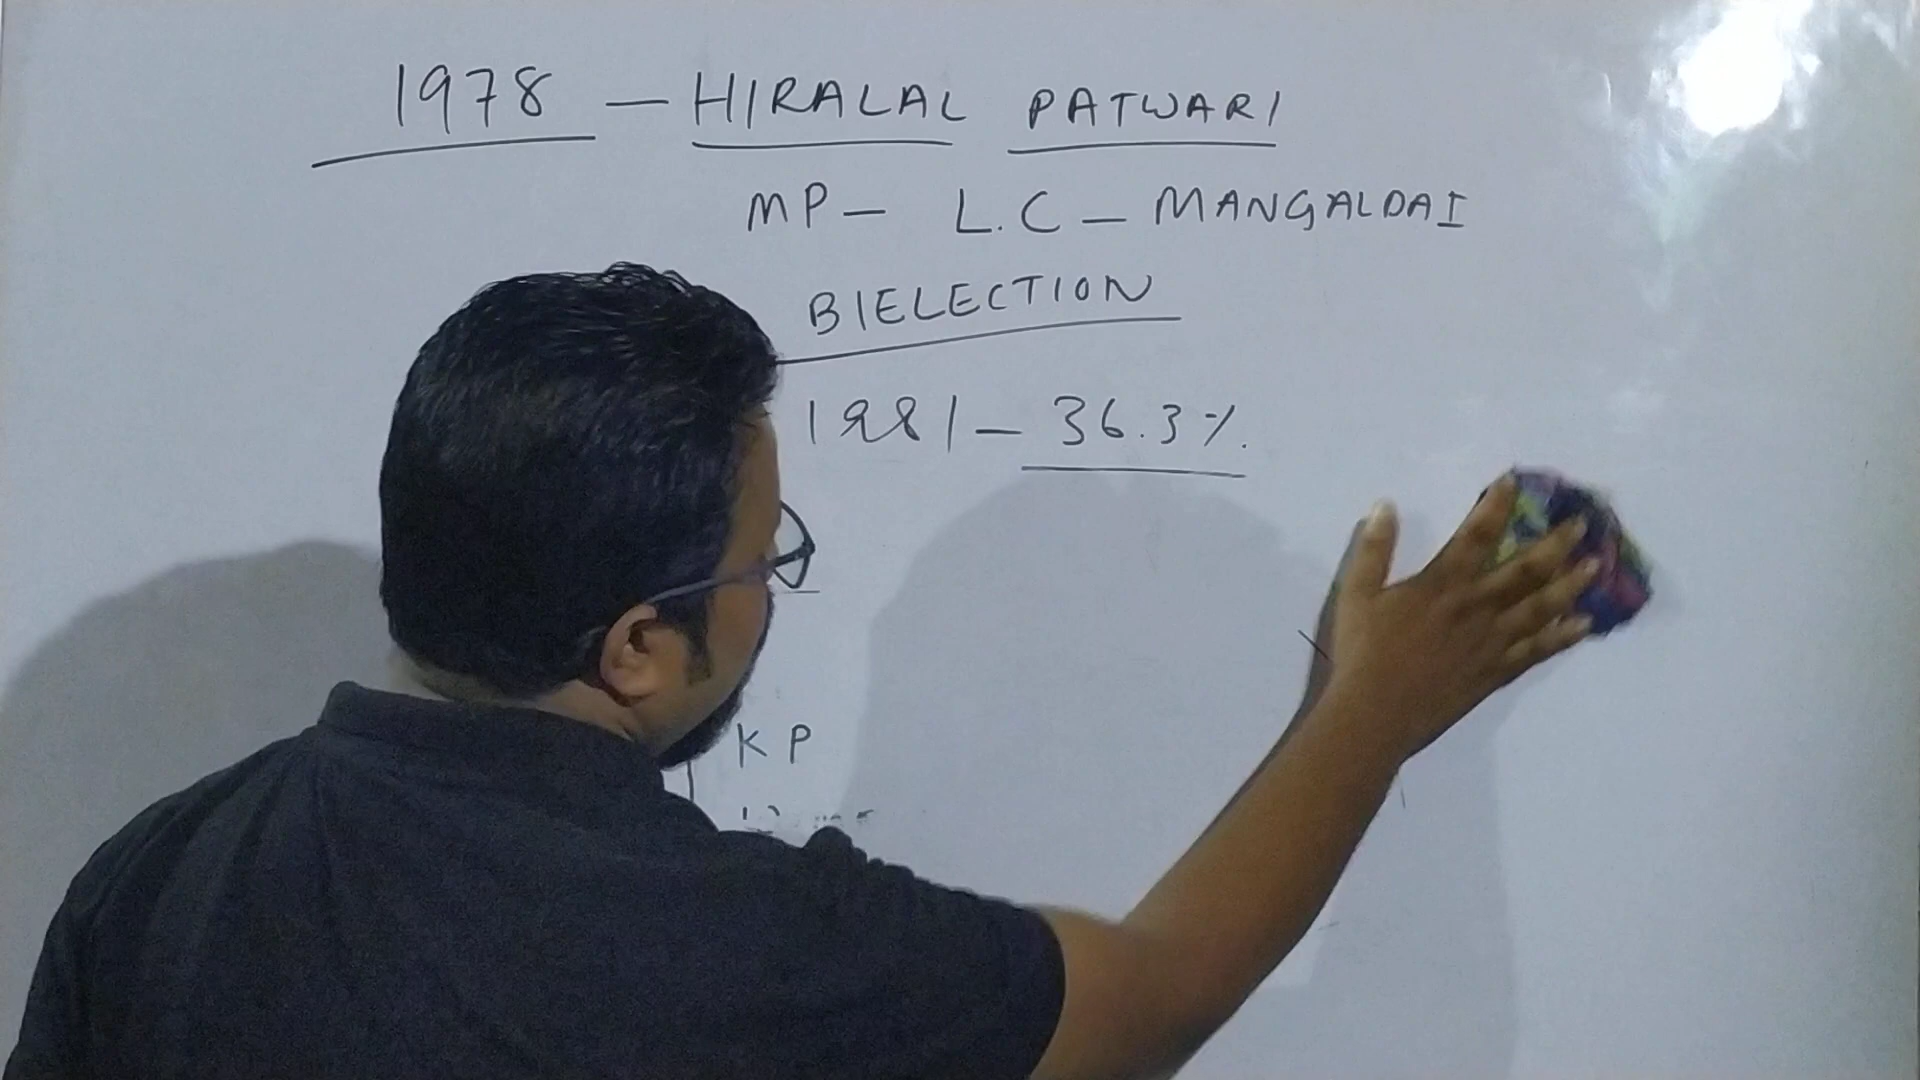 1978 — HIRALAL PATWARI
MP — L.C — MANGALDAI
BIELECTION
1981 — 36.3%.
KP